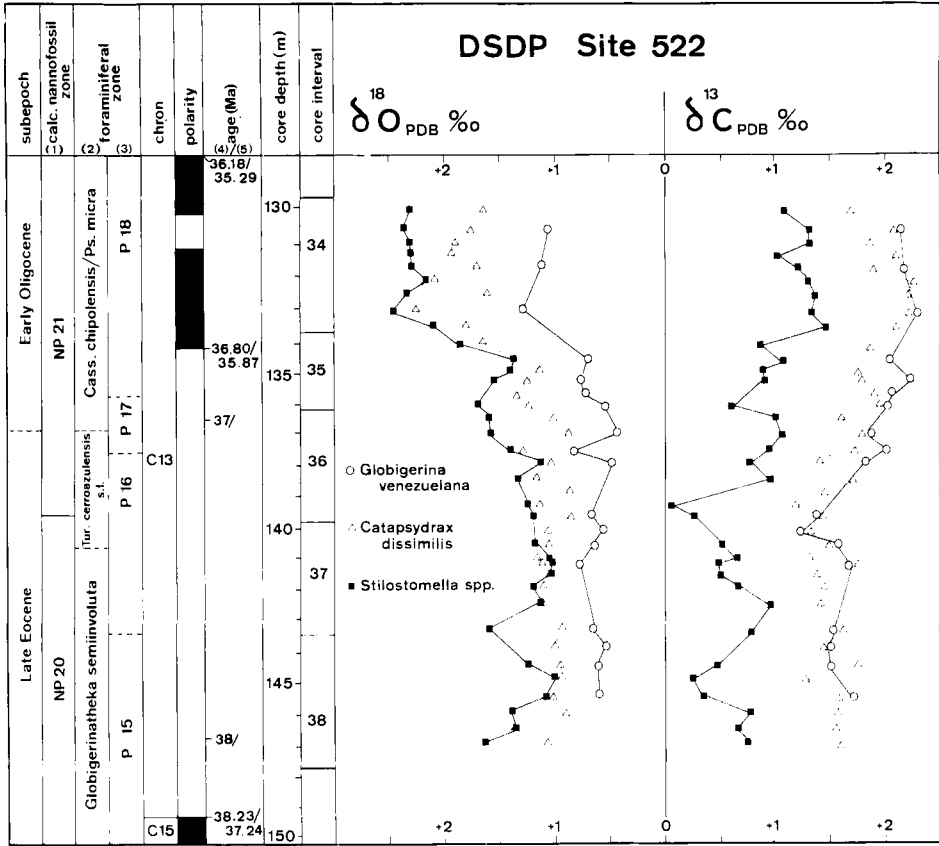 DSDP Site 522
subepoch
calc. nannofossil zone
(1)
foraminiferal zone
(2)
(3)
chron
polarity
age (Ma)
(4)/(5)
core depth (m)
core interval
δ18O PDB ‰
δ13C PDB ‰
+2
+1
0
+1
+2
Early Oligocene
Late Eocene
NP 21
NP 20
Cass. chipolensis/Ps. micra
Tur. cerroazulensis s.l.
Globigerinatheka semiinvoluta
P 18
P 17
P 16
P 15
C13
C15
36.18/
35.29
36.80/
35.87
37/
38/
38.23/
37.24
130
135
140
145
150
34
35
36
37
38
○ Globigerina
venezuelana
△ Catapsydrax
dissimilis
■ Stilostomella spp.
+2
+1
0
+1
+2